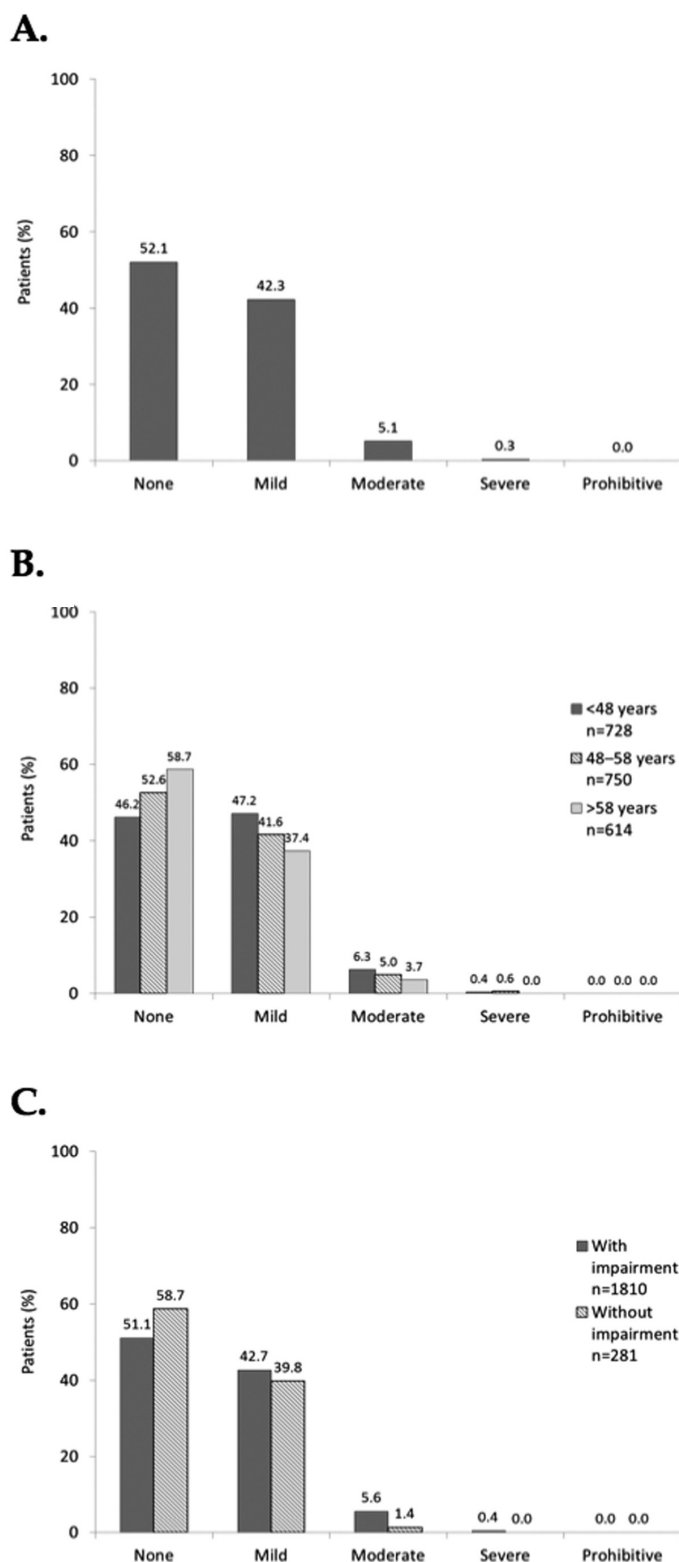 A.
100
80
60
40
20
0
Patients (%)
52.1
42.3
5.1
0.3
0.0
None Mild Moderate Severe Prohibitive
B.
100
80
60
40
20
0
Patients (%)
46.2 52.6 58.7
47.2 41.6 37.4
6.3 5.0 3.7
0.4 0.6 0.0
0.0 0.0 0.0
<48 years
n=728
48–58 years
n=750
>58 years
n=614
None Mild Moderate Severe Prohibitive
C.
100
80
60
40
20
0
Patients (%)
51.1 58.7
42.7 39.8
5.6 1.4
0.4 0.0
0.0 0.0
With
impairment
n=1810
Without
impairment
n=281
None Mild Moderate Severe Prohibitive